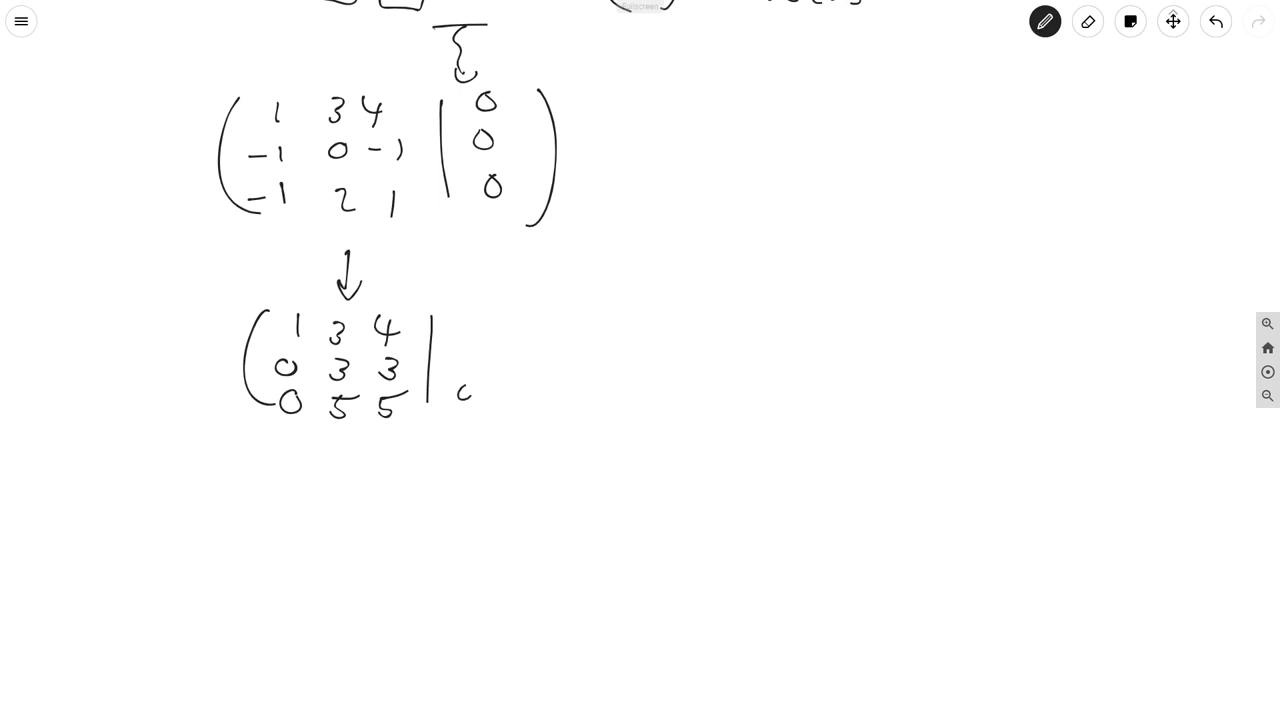 Fullscreen
1 3 4 | 0
-1 0 -1 | 0
-1 2 1 | 0
↓
1 3 4 |
0 3 3 |
0 5 5 |